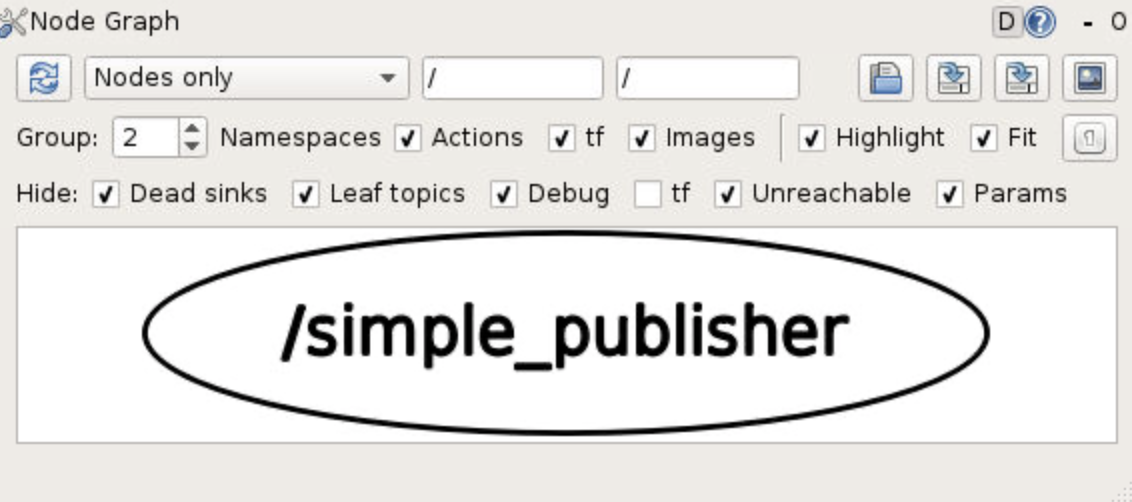 Node Graph D ? - O
Nodes only / /
Group: 2 Namespaces Actions tf Images Highlight Fit
Hide: Dead sinks Leaf topics Debug tf Unreachable Params
/simple_publisher